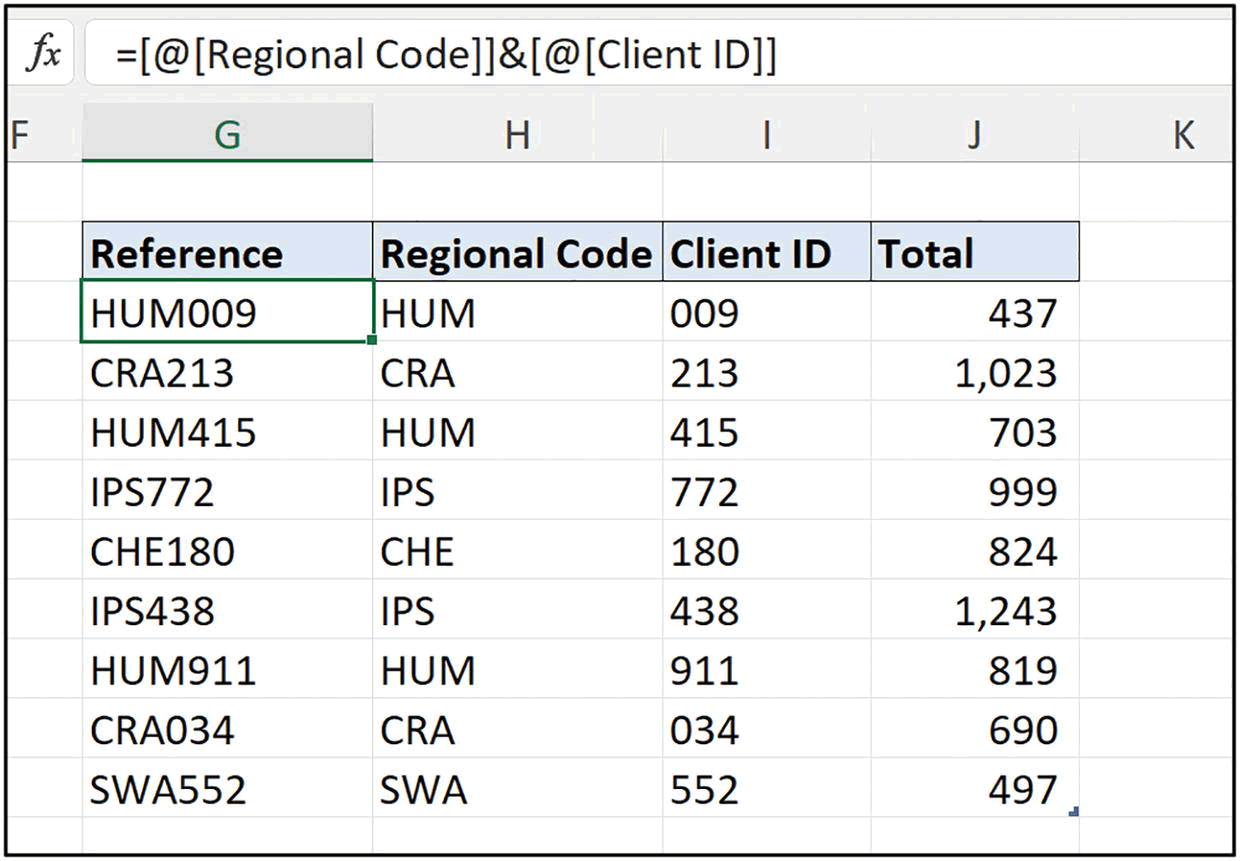 fx =[@[Regional Code]]&[@[Client ID]]
F G H I J K
Reference Regional Code Client ID Total
HUM009 HUM 009 437
CRA213 CRA 213 1,023
HUM415 HUM 415 703
IPS772 IPS 772 999
CHE180 CHE 180 824
IPS438 IPS 438 1,243
HUM911 HUM 911 819
CRA034 CRA 034 690
SWA552 SWA 552 497